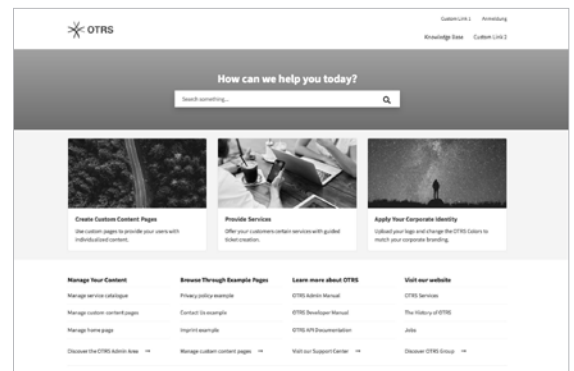 Custom Link 1 Anmeldung
OTRS
Knowledge Base Custom Link 2
How can we help you today?
Search something...
Create Custom Content Pages
Use custom pages to provide your users with
individualized content.
Provide Services
Offer your customers certain services with guided
ticket creation.
Apply Your Corporate Identity
Upload your logo and change the OTRS Colors to
match your corporate branding.
Manage Your Content
Manage service catalogue
Manage custom content pages
Manage home page
Discover the OTRS Admin Area →
Browse Through Example Pages
Privacy policy example
Contact Us example
Imprint example
Manage custom content pages →
Learn more about OTRS
OTRS Admin Manual
OTRS Developer Manual
OTRS API Documentation
Visit our Support Center →
Visit our website
OTRS Services
The History of OTRS
Jobs
Discover OTRS Group →